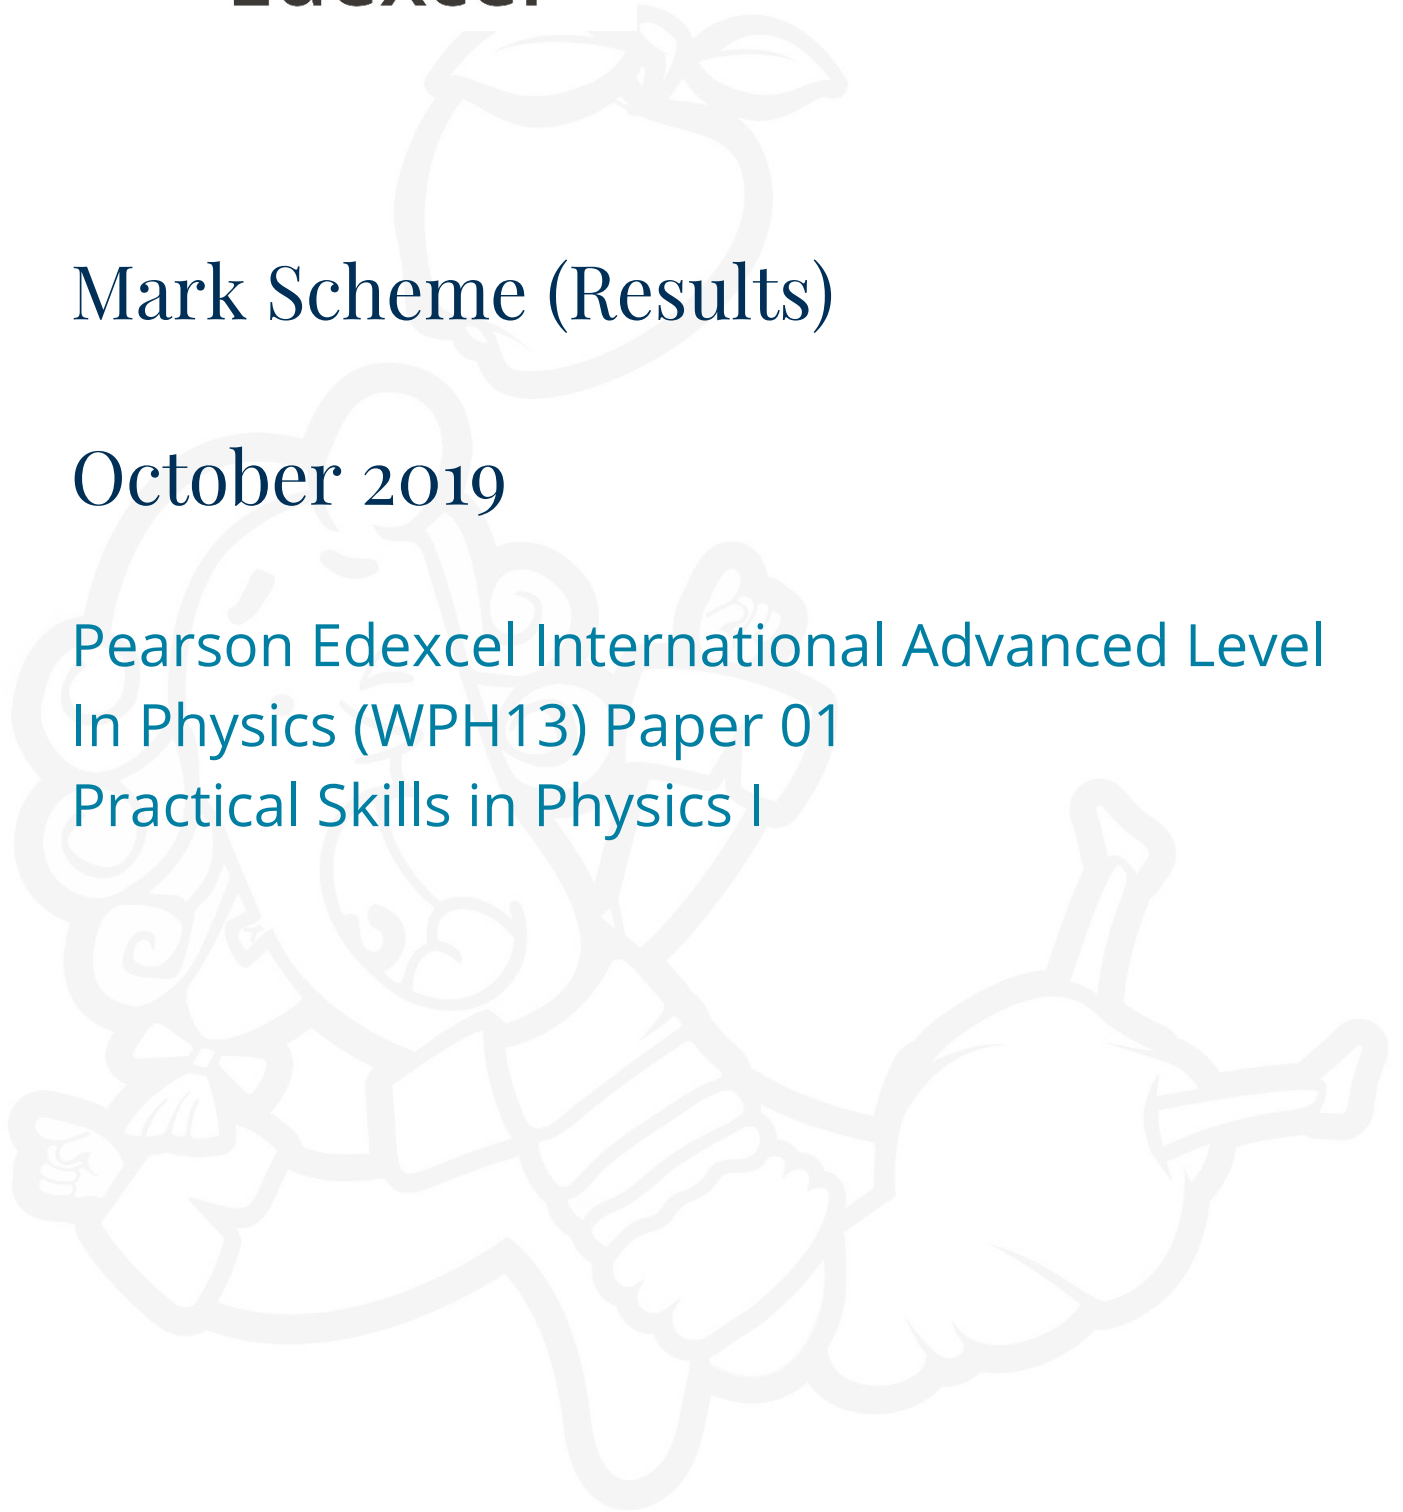 Mark Scheme (Results)
October 2019
Pearson Edexcel International Advanced Level
In Physics (WPH13) Paper 01
Practical Skills in Physics I